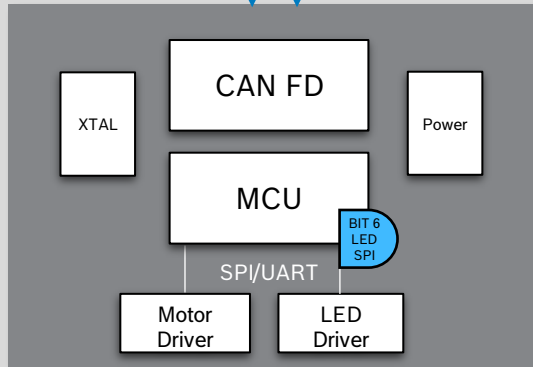 CAN FD
XTAL
Power
MCU
BIT 6
LED
SPI
SPI/UART
Motor
Driver
LED
Driver